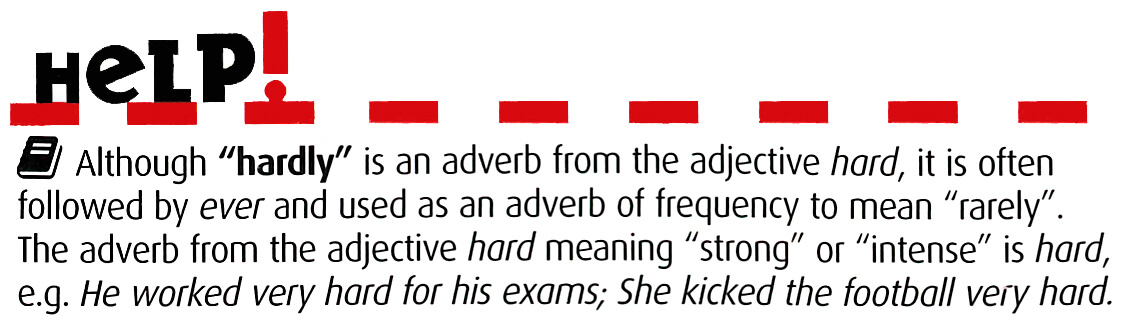 HeLP!
Although “hardly” is an adverb from the adjective hard, it is often
followed by ever and used as an adverb of frequency to mean “rarely”.
The adverb from the adjective hard meaning “strong” or “intense” is hard,
e.g. He worked very hard for his exams; She kicked the football very hard.